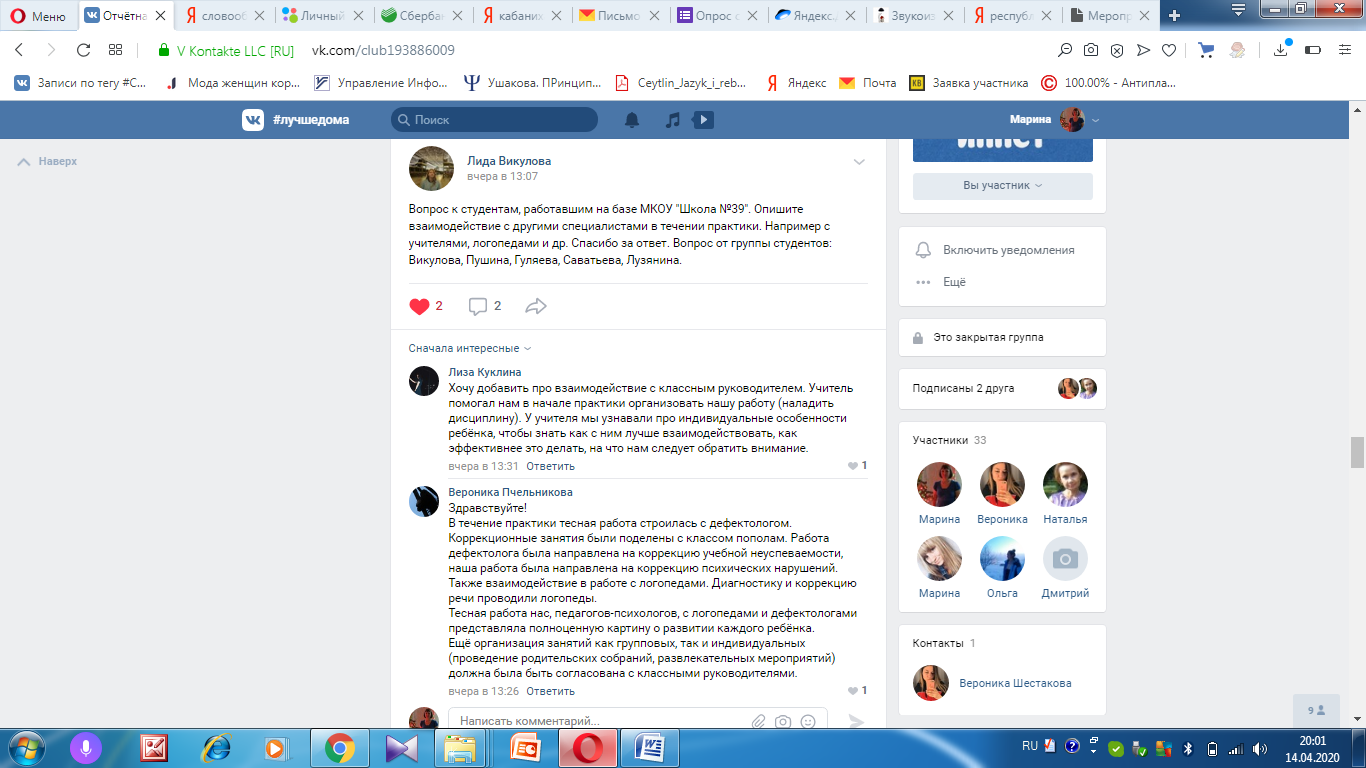 Меню
Отчётна
словооб
Личный
Сбербан
кабаних
Письмо
Опрос с
Яндекс.
Звукоиз
республ
Меропр
V Kontakte LLC [RU]
vk.com/club193886009
Записи по тегу #С...
Мода женщин кор...
Управление Инфо...
Ушакова. ПРинцип...
Ceytlin_Jazyk_i_reb...
Яндекс
Почта
Заявка участника
100.00% - Антипла...
#лучшедома
Поиск
Марина
Наверх
Лида Викулова
вчера в 13:07
Вопрос к студентам, работавшим на базе МКОУ "Школа №39". Опишите
взаимодействие с другими специалистами в течении практики. Например с
учителями, логопедами и др. Спасибо за ответ. Вопрос от группы студентов:
Викулова, Пушина, Гуляева, Саватьева, Лузянина.
2
2
Сначала интересные
Лиза Куклина
Хочу добавить про взаимодействие с классным руководителем. Учитель
помогал нам в начале практики организовать нашу работу (наладить
дисциплину). У учителя мы узнавали про индивидуальные особенности
ребёнка, чтобы знать как с ним лучше взаимодействовать, как
эффективнее это делать, на что нам следует обратить внимание.
вчера в 13:31 Ответить
1
Вероника Пчельникова
Здравствуйте!
В течение практики тесная работа строилась с дефектологом.
Коррекционные занятия были поделены с классом пополам. Работа
дефектолога была направлена на коррекцию учебной неуспеваемости,
наша работа была направлена на коррекцию психических нарушений.
Также взаимодействие в работе с логопедами. Диагностику и коррекцию
речи проводили логопеды.
Тесная работа нас, педагогов-психологов, с логопедами и дефектологами
представляла полноценную картину о развитии каждого ребёнка.
Ещё организация занятий как групповых, так и индивидуальных
(проведение родительских собраний, развлекательных мероприятий)
должна была быть согласована с классными руководителями.
вчера в 13:26 Ответить
1
Написать комментарий...
Вы участник
Включить уведомления
Ещё
Это закрытая группа
Подписаны 2 друга
Участники 33
Марина
Вероника
Наталья
Марина
Ольга
Дмитрий
Контакты 1
Вероника Шестакова
9
RU
20:01
14.04.2020